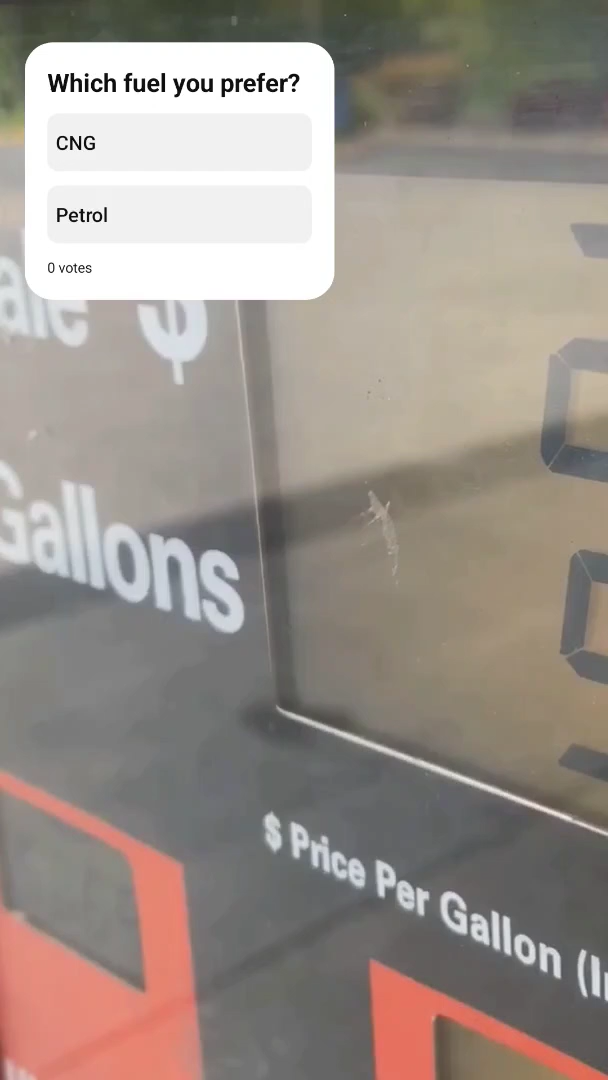 Which fuel you prefer?
CNG
Petrol
0 votes
$
Gallons
$ Price Per Gallon